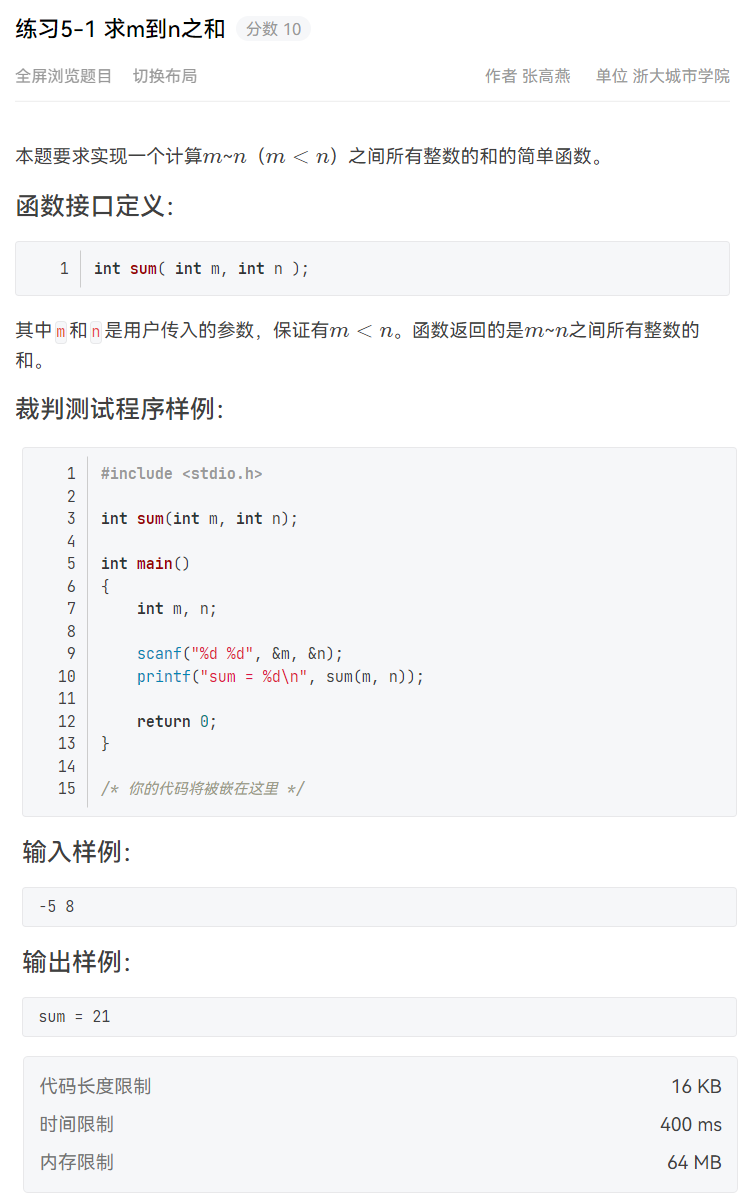 练习5-1 求m到n之和 分数 10
全屏浏览题目 切换布局 作者 张高燕 单位 浙大城市学院
本题要求实现一个计算m~n（m < n）之间所有整数的和的简单函数。
函数接口定义：
1 int sum( int m, int n );
其中m和n是用户传入的参数，保证有m < n。函数返回的是m~n之间所有整数的
和。
裁判测试程序样例：
1 #include <stdio.h>
2
3 int sum(int m, int n);
4
5 int main()
6 {
7     int m, n;
8
9     scanf("%d %d", &m, &n);
10     printf("sum = %d\n", sum(m, n));
11
12     return 0;
13 }
14
15 /* 你的代码将被嵌在这里 */
输入样例：
-5 8
输出样例：
sum = 21
代码长度限制 16 KB
时间限制 400 ms
内存限制 64 MB